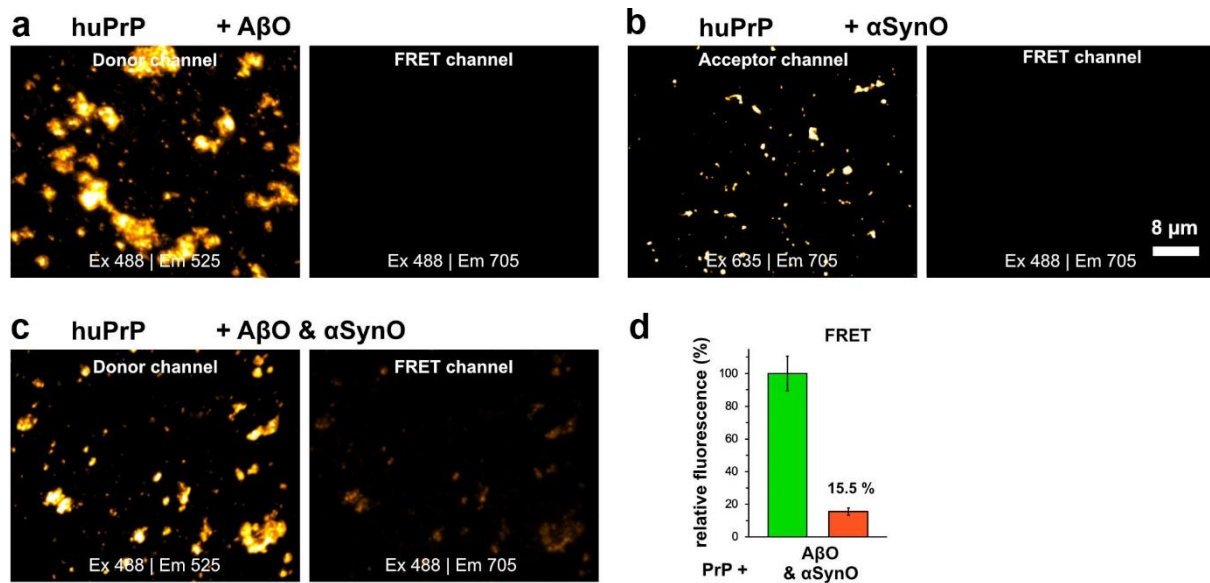 a huPrP + AβO
Donor channel
Ex 488 | Em 525
FRET channel
Ex 488 | Em 705
b huPrP + αSynO
Acceptor channel
Ex 635 | Em 705
FRET channel
8 μm
Ex 488 | Em 705
c huPrP + AβO & αSynO
Donor channel
Ex 488 | Em 525
FRET channel
Ex 488 | Em 705
d
FRET
relative fluorescence (%)
100
80
60
40
20
0
15.5 %
PrP +
AβO
& αSynO